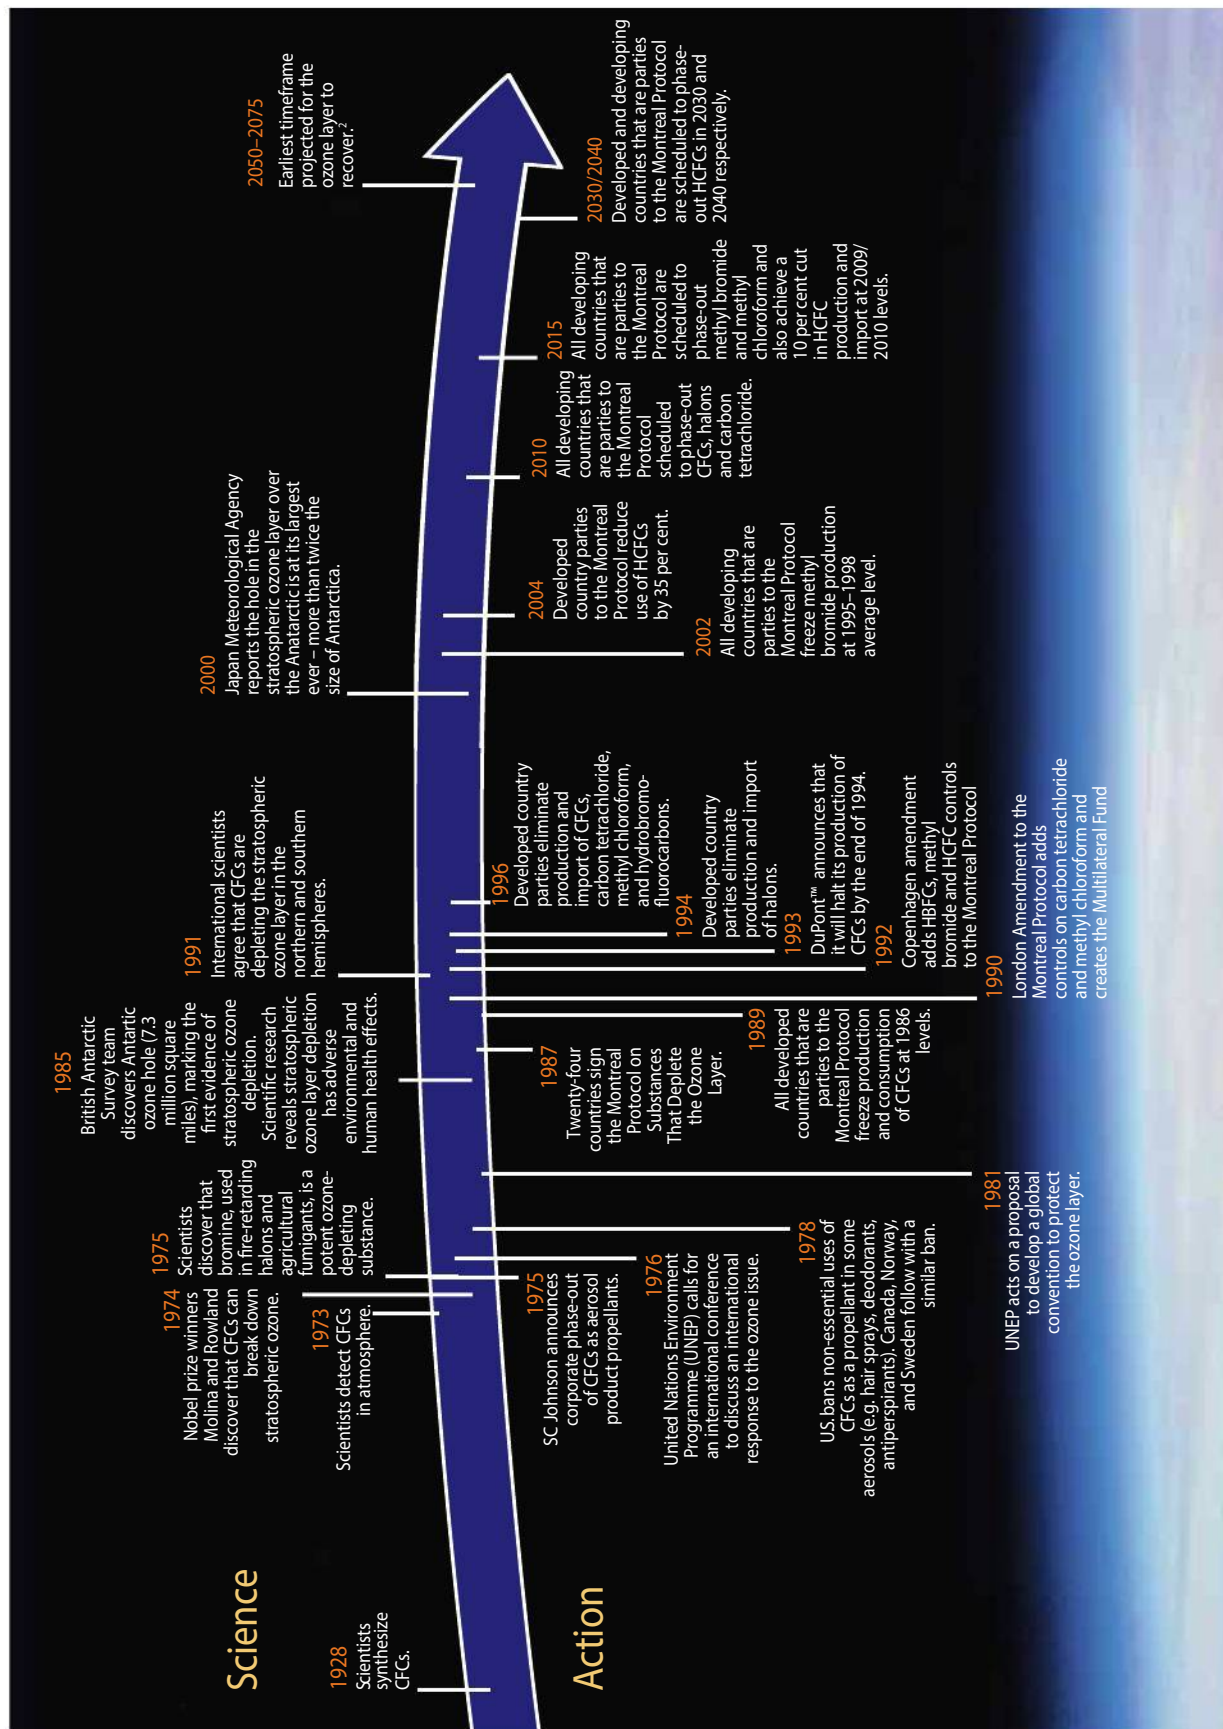 Science
1928
Scientists
synthesize
CFCs.
1973
Scientists detect CFCs
in atmosphere.
1974
Nobel prize winners
Molina and Rowland
discover that CFCs can
break down
stratospheric ozone.
1975
Scientists
discover that
bromine, used
in fire-retarding
halons and
agricultural
fumigants, is a
potent ozone-
depleting
substance.
1985
British Antarctic
Survey team
discovers Antartic
ozone hole (7.3
million square
miles), marking the
first evidence of
stratospheric ozone
depletion.
Scientific research
reveals stratospheric
ozone layer depletion
has adverse
environmental and
human health effects.
1991
International scientists
agree that CFCs are
depleting the stratospheric
ozone layer in the
northern and southern
hemispheres.
2000
Japan Meteorological Agency
reports the hole in the
stratospheric ozone layer over
the Anatarctic is at its largest
ever – more than twice the
size of Antarctica.
2050–2075
Earliest timeframe
projected for the
ozone layer to
recover.2
Action
1975
SC Johnson announces
corporate phase-out
of CFCs as aerosol
product propellants.
1976
United Nations Environment
Programme (UNEP) calls for
an international conference
to discuss an international
response to the ozone issue.
1978
U.S. bans non-essential uses of
CFCs as a propellant in some
aerosols (e.g. hair sprays, deodorants,
antiperspirants). Canada, Norway,
and Sweden follow with a
similar ban.
1981
UNEP acts on a proposal
to develop a global
convention to protect
the ozone layer.
1987
Twenty-four
countries sign
the Montreal
Protocol on
Substances
That Deplete
the Ozone
Layer.
1989
All developed
countries that are
parties to the
Montreal Protocol
freeze production
and consumption
of CFCs at 1986
levels.
1990
London Amendment to the
Montreal Protocol adds
controls on carbon tetrachloride
and methyl chloroform and
creates the Multilateral Fund
1992
Copenhagen amendment
adds HBFCs, methyl
bromide and HCFC controls
to the Montreal Protocol
1993
DuPont™ announces that
it will halt its production of
CFCs by the end of 1994.
1994
Developed country
parties eliminate
production and import
of halons.
1996
Developed country
parties eliminate
production and
import of CFCs,
carbon tetrachloride,
methyl chloroform,
and hydrobromo-
fluorocarbons.
2002
All developing
countries that are
parties to the
Montreal Protocol
freeze methyl
bromide production
at 1995–1998
average level.
2004
Developed
country parties
to the Montreal
Protocol reduce
use of HCFCs
by 35 per cent.
2010
All developing
countries that
are parties to
the Montreal
Protocol
scheduled
to phase-out
CFCs, halons
and carbon
tetrachloride.
2015
All developing
countries that
are parties to
the Montreal
Protocol are
scheduled to
phase-out
methyl bromide
and methyl
chloroform and
also achieve a
10 per cent cut
in HCFC
production and
import at 2009/
2010 levels.
2030/2040
Developed and developing
countries that are parties
to the Montreal Protocol
are scheduled to phase-
out HCFCs in 2030 and
2040 respectively.